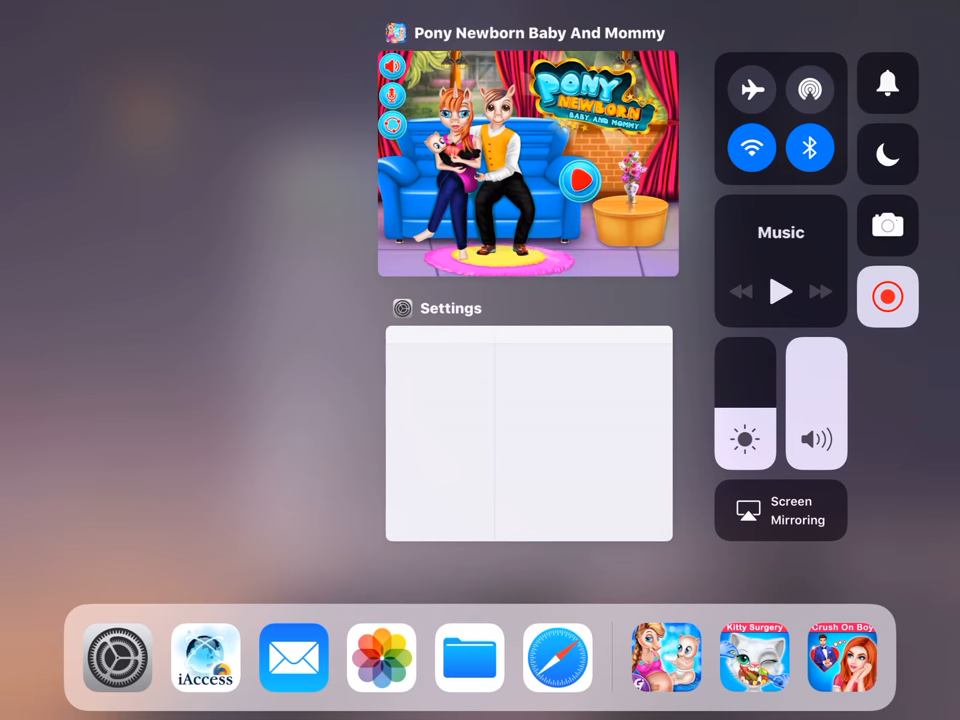 Pony Newborn Baby And Mommy
PONY
NEWBORN
BABY AND MOMMY
Music
Settings
Screen
Mirroring
iAccess
Kitty Surgery
Crush On Boy